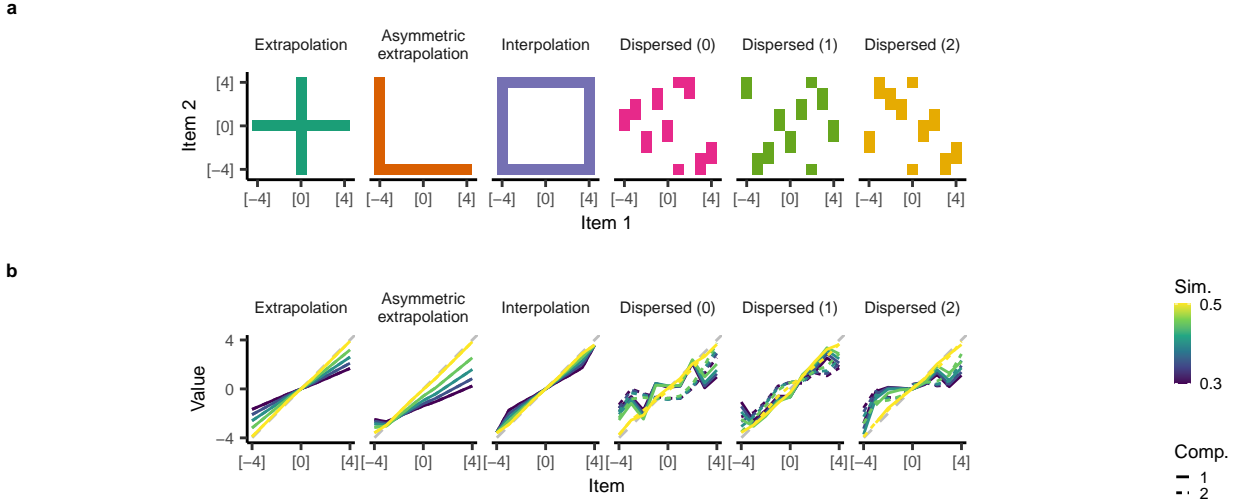 a
Extrapolation
Asymmetric
extrapolation
Interpolation
Dispersed (0)
Dispersed (1)
Dispersed (2)
Item 2
[4]
[0]
[−4]
[−4] [0] [4] [−4] [0] [4] [−4] [0] [4] [−4] [0] [4] [−4] [0] [4] [−4] [0] [4]
Item 1
b
Extrapolation
Asymmetric
extrapolation
Interpolation
Dispersed (0)
Dispersed (1)
Dispersed (2)
Value
4
0
−4
[−4] [0] [4] [−4] [0] [4] [−4] [0] [4] [−4] [0] [4] [−4] [0] [4] [−4] [0] [4]
Item
Sim.
0.5
0.3
Comp.
1
2